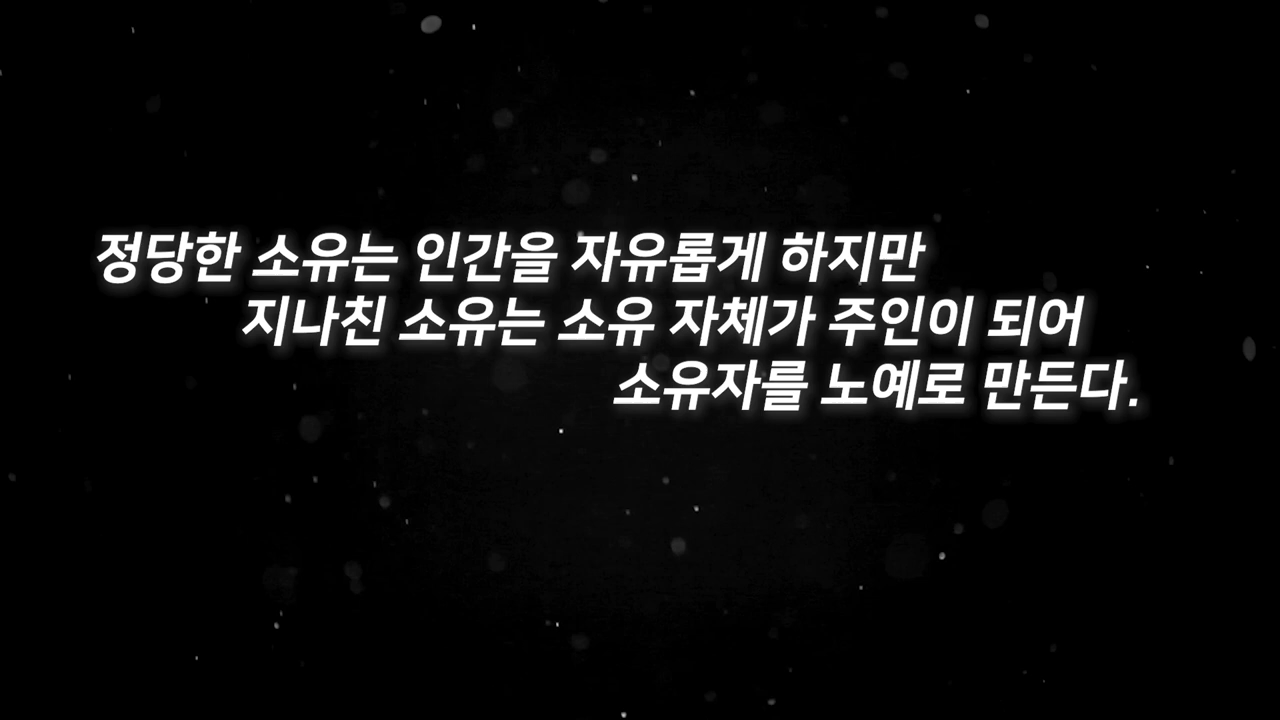 정당한 소유는 인간을 자유롭게 하지만
지나친 소유는 소유 자체가 주인이 되어
소유자를 노예로 만든다.